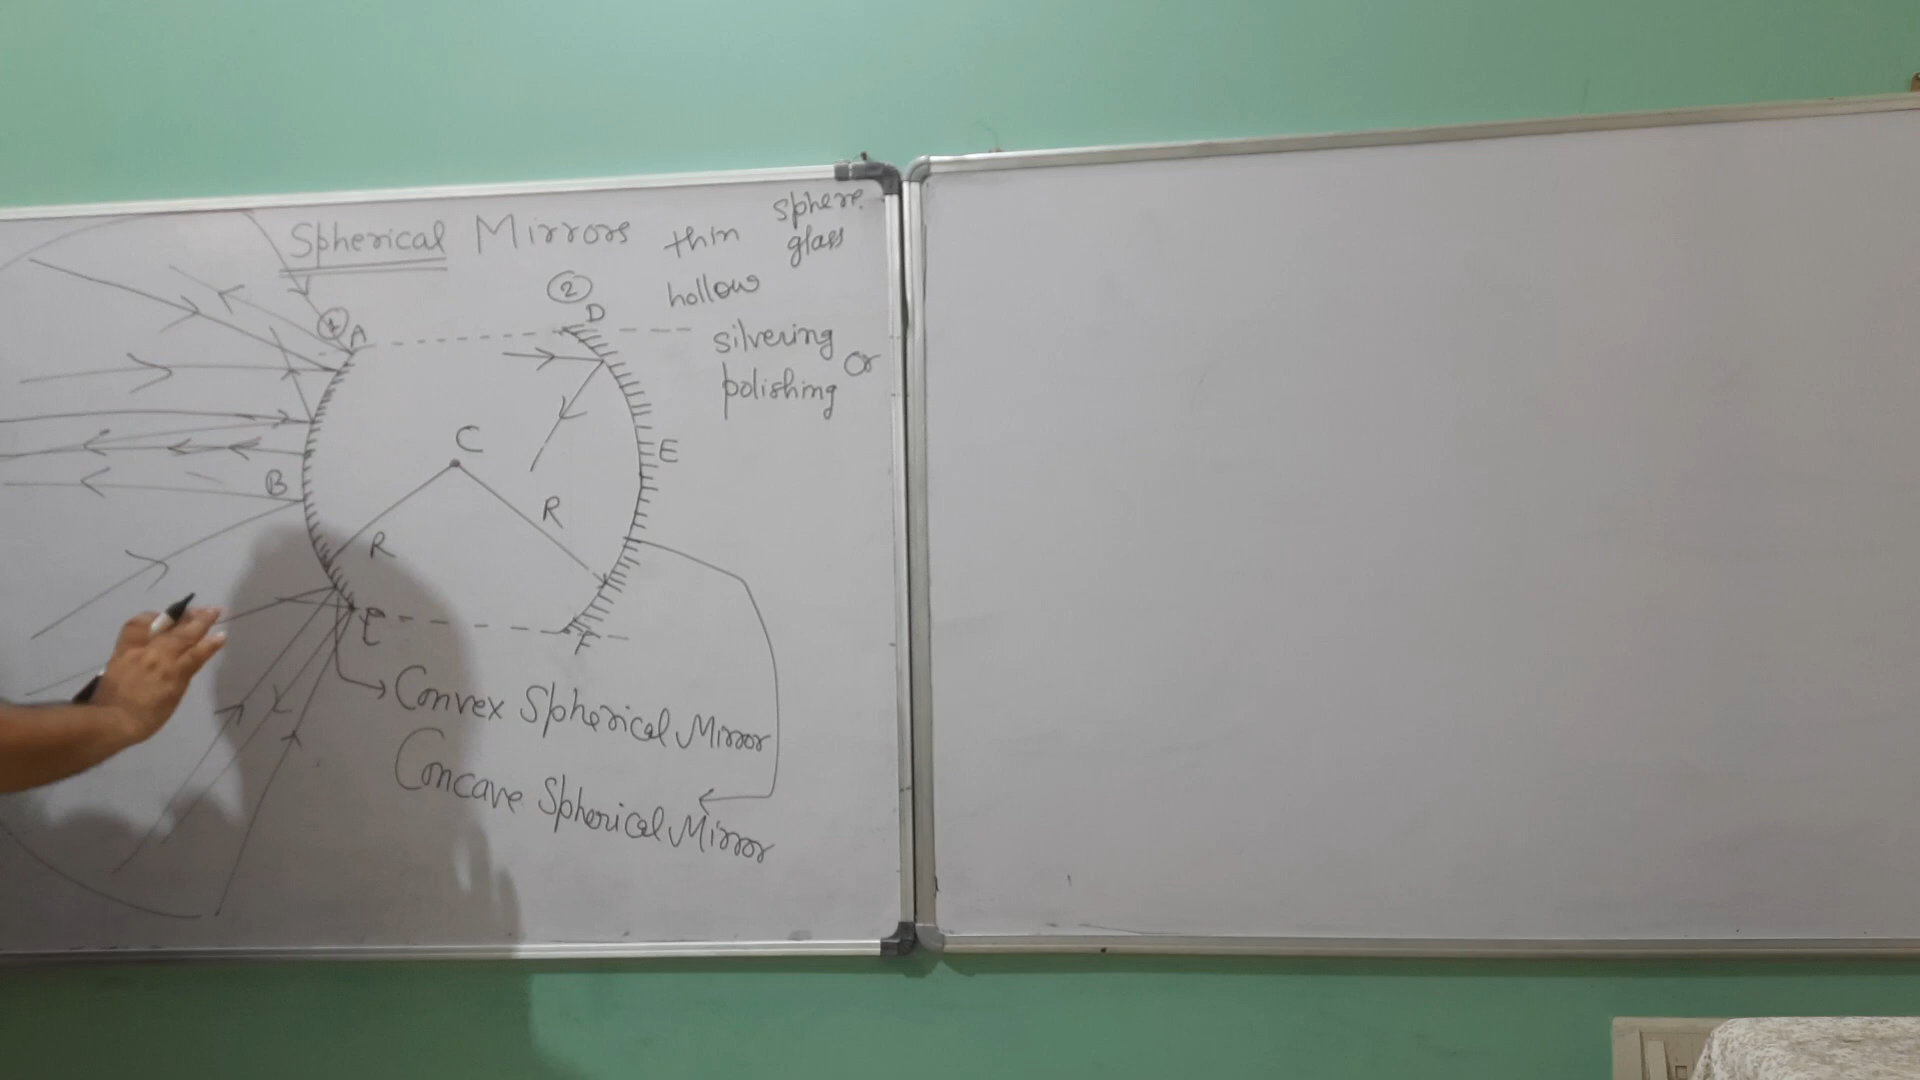 Spherical Mirrors
thin sphere
glass
hollow
silvering or
polishing
1
A
2
D
C
E
B
R
R
F
Convex Spherical Mirror
Concave Spherical Mirror